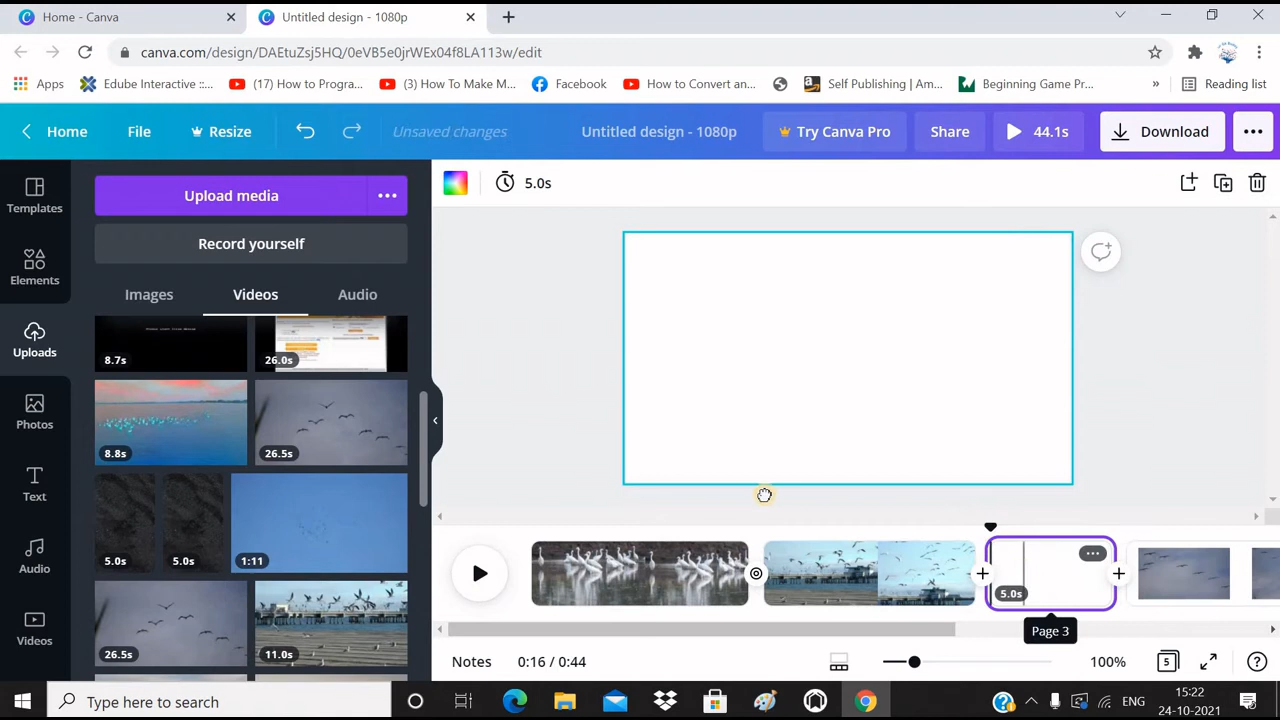 Home - Canva
Untitled design - 1080p
canva.com/design/DAEtuZsj5HQ/0eVB5e0jrWEx04f8LA113w/edit
Apps
Edube Interactive ::...
(17) How to Progra...
(3) How To Make M...
Facebook
How to Convert an...
Self Publishing | Am...
Beginning Game Pr...
»
Reading list
Home
File
Resize
Unsaved changes
Untitled design - 1080p
Try Canva Pro
Share
44.1s
Download
Templates
Elements
Uploads
Photos
Text
Audio
Videos
Upload media
Record yourself
Images
Videos
Audio
8.7s
26.0s
8.8s
26.5s
5.0s
5.0s
1:11
26.5s
11.0s
5.0s
5.0s
Page 3
Notes
0:16 / 0:44
100%
5
Type here to search
ENG
15:22
24-10-2021